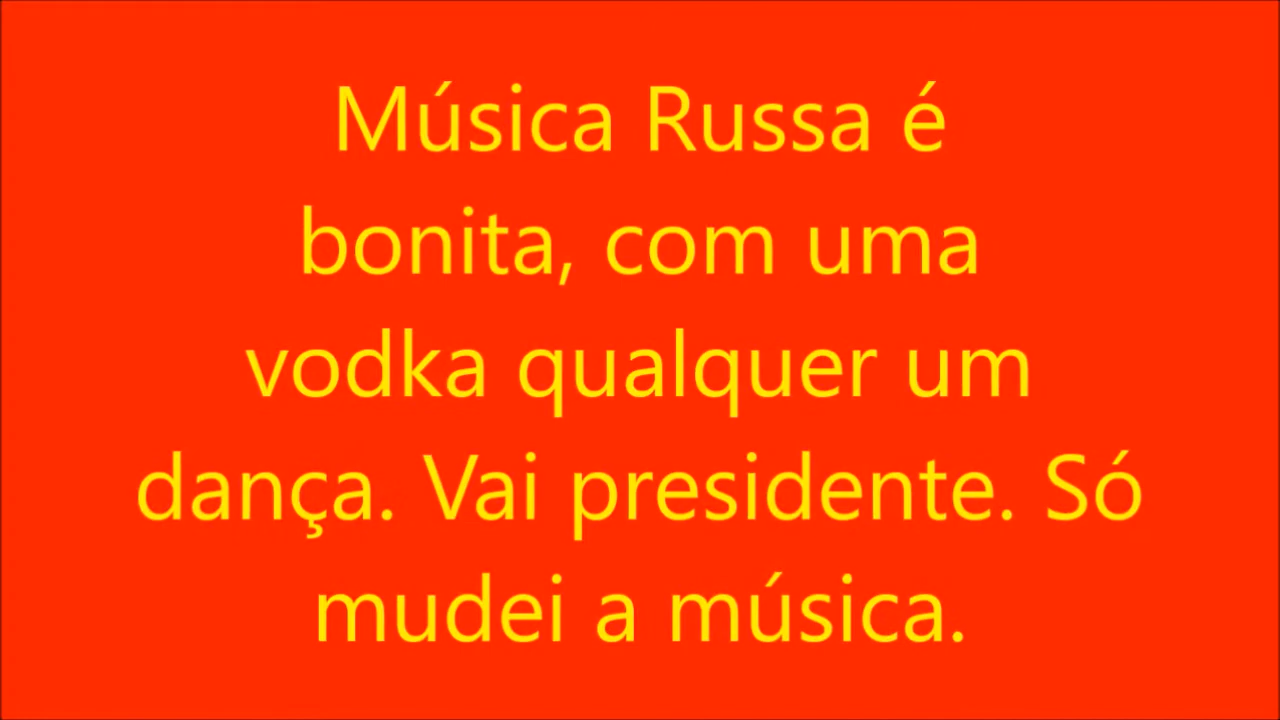 Música Russa é
bonita, com uma
vodka qualquer um
dança. Vai presidente. Só
mudei a música.